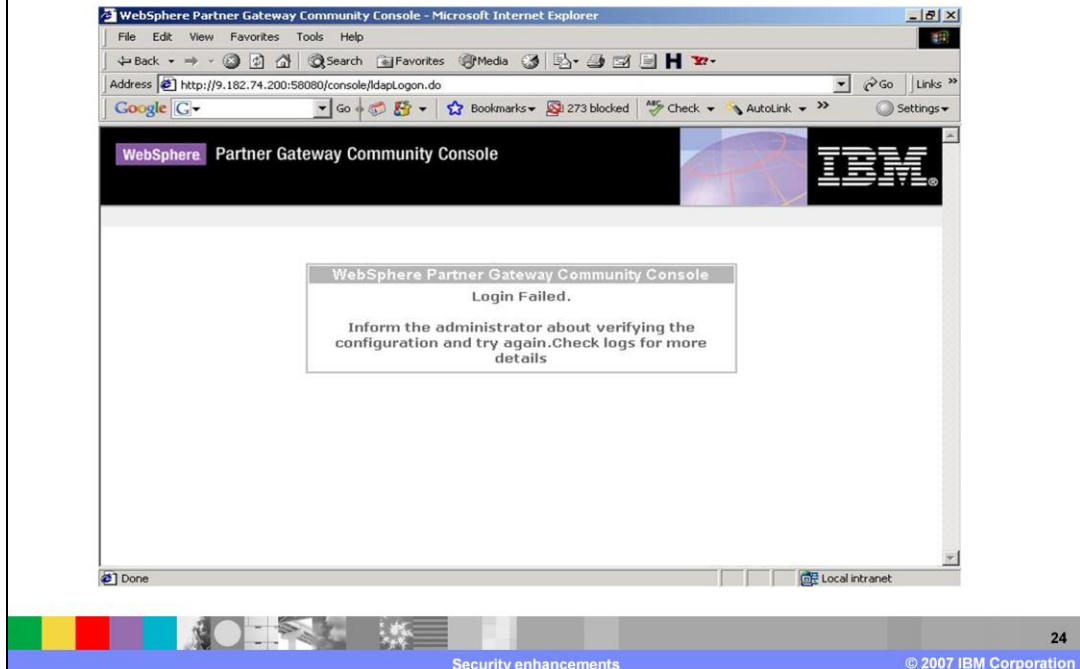 WebSphere Partner Gateway Community Console - Microsoft Internet Explorer
File Edit View Favorites Tools Help
Back Search Favorites Media
Address http://9.182.74.200:58080/console/ldapLogon.do Go Links »
Google G Go Bookmarks 273 blocked ABC Check AutoLink » Settings
WebSphere Partner Gateway Community Console
IBM®
WebSphere Partner Gateway Community Console
Login Failed.
Inform the administrator about verifying the
configuration and try again.Check logs for more
details
Done Local intranet
24
Security enhancements © 2007 IBM Corporation